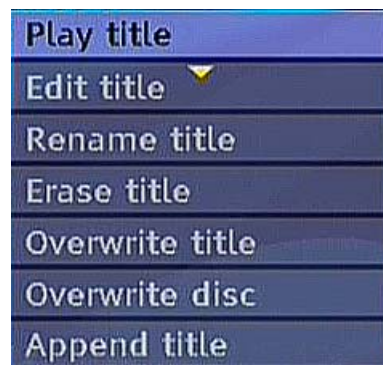 Play title
Edit title
Rename title
Erase title
Overwrite title
Overwrite disc
Append title